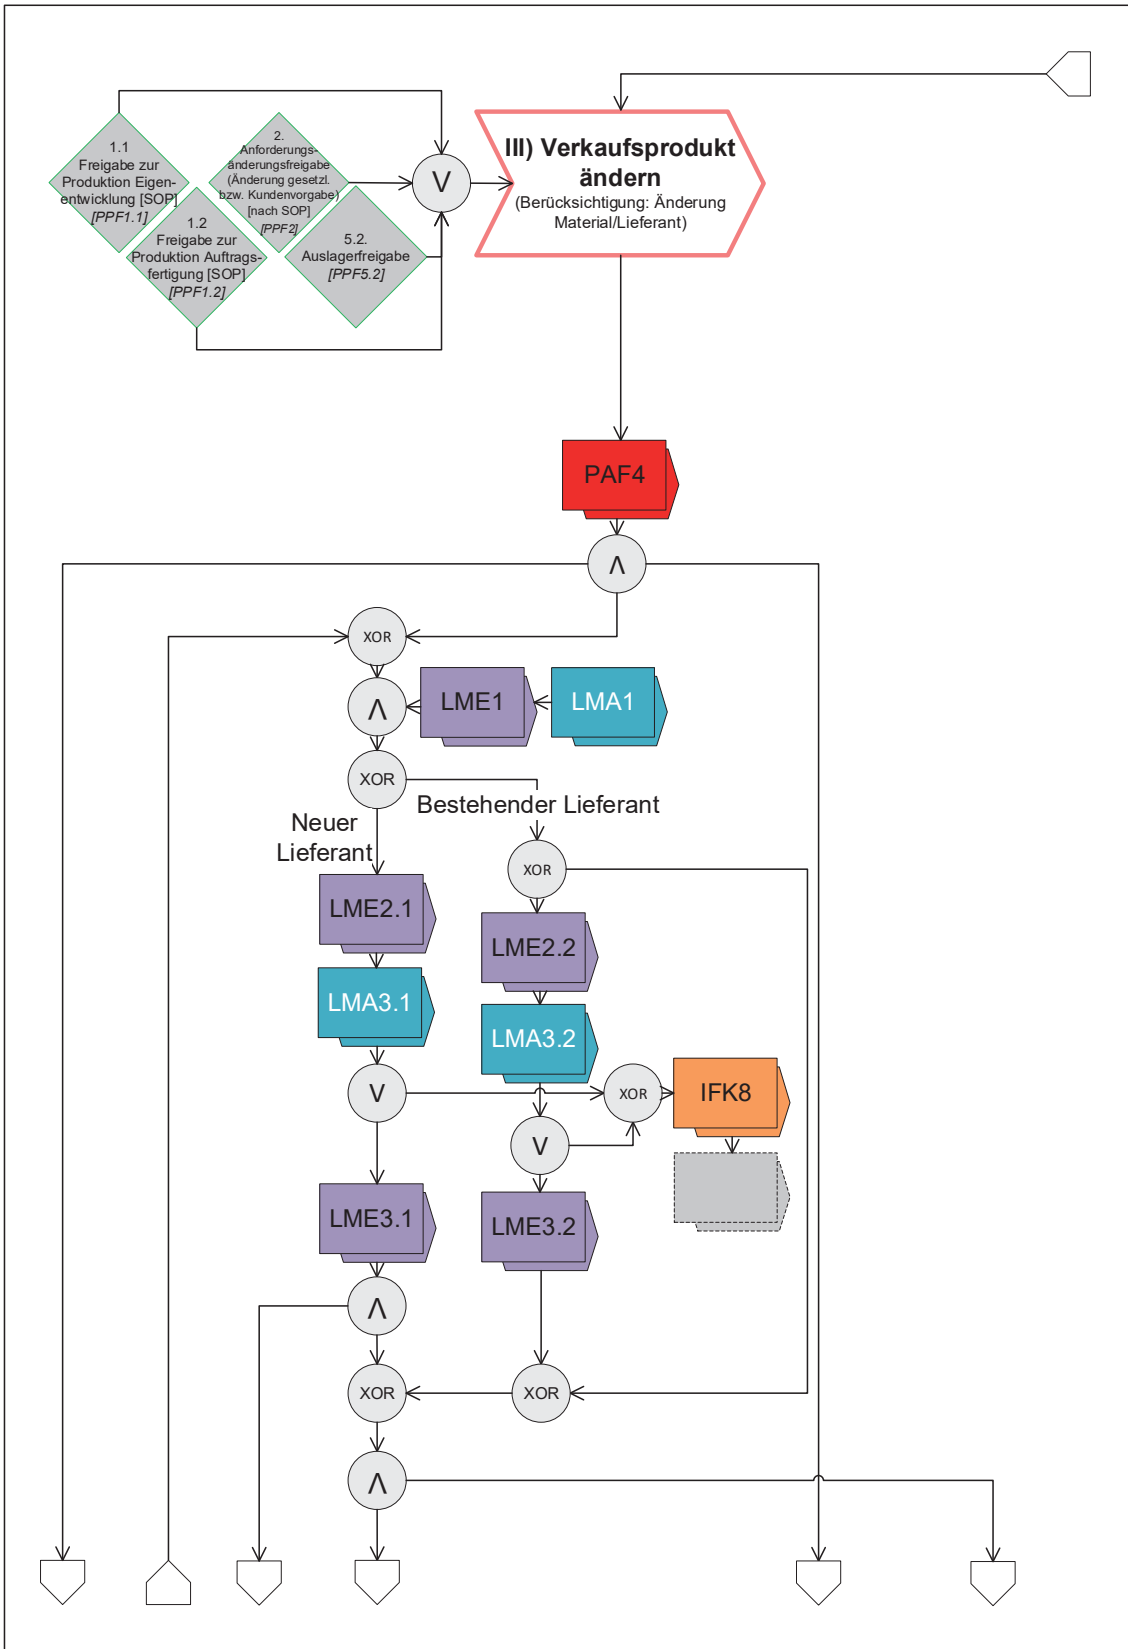 1.1
Freigabe zur
Produktion Eigen-
entwicklung [SOP]
[PPF1.1]
1.2
Freigabe zur
Produktion Auftrags-
fertigung [SOP]
[PPF1.2]
2.
Anforderungs-
änderungsfreigabe
(Änderung gesetzl.
bzw. Kundenvorgabe)
[nach SOP]
[PPF2]
5.2.
Auslagerfreigabe
[PPF5.2]
V
III) Verkaufsprodukt
ändern
(Berücksichtigung: Änderung
Material/Lieferant)
PAF4
Λ
XOR
Λ
LME1
LMA1
XOR
Bestehender Lieferant
Neuer
Lieferant
XOR
LME2.1
LME2.2
LMA3.1
LMA3.2
V
XOR
IFK8
V
LME3.1
LME3.2
Λ
XOR
XOR
Λ